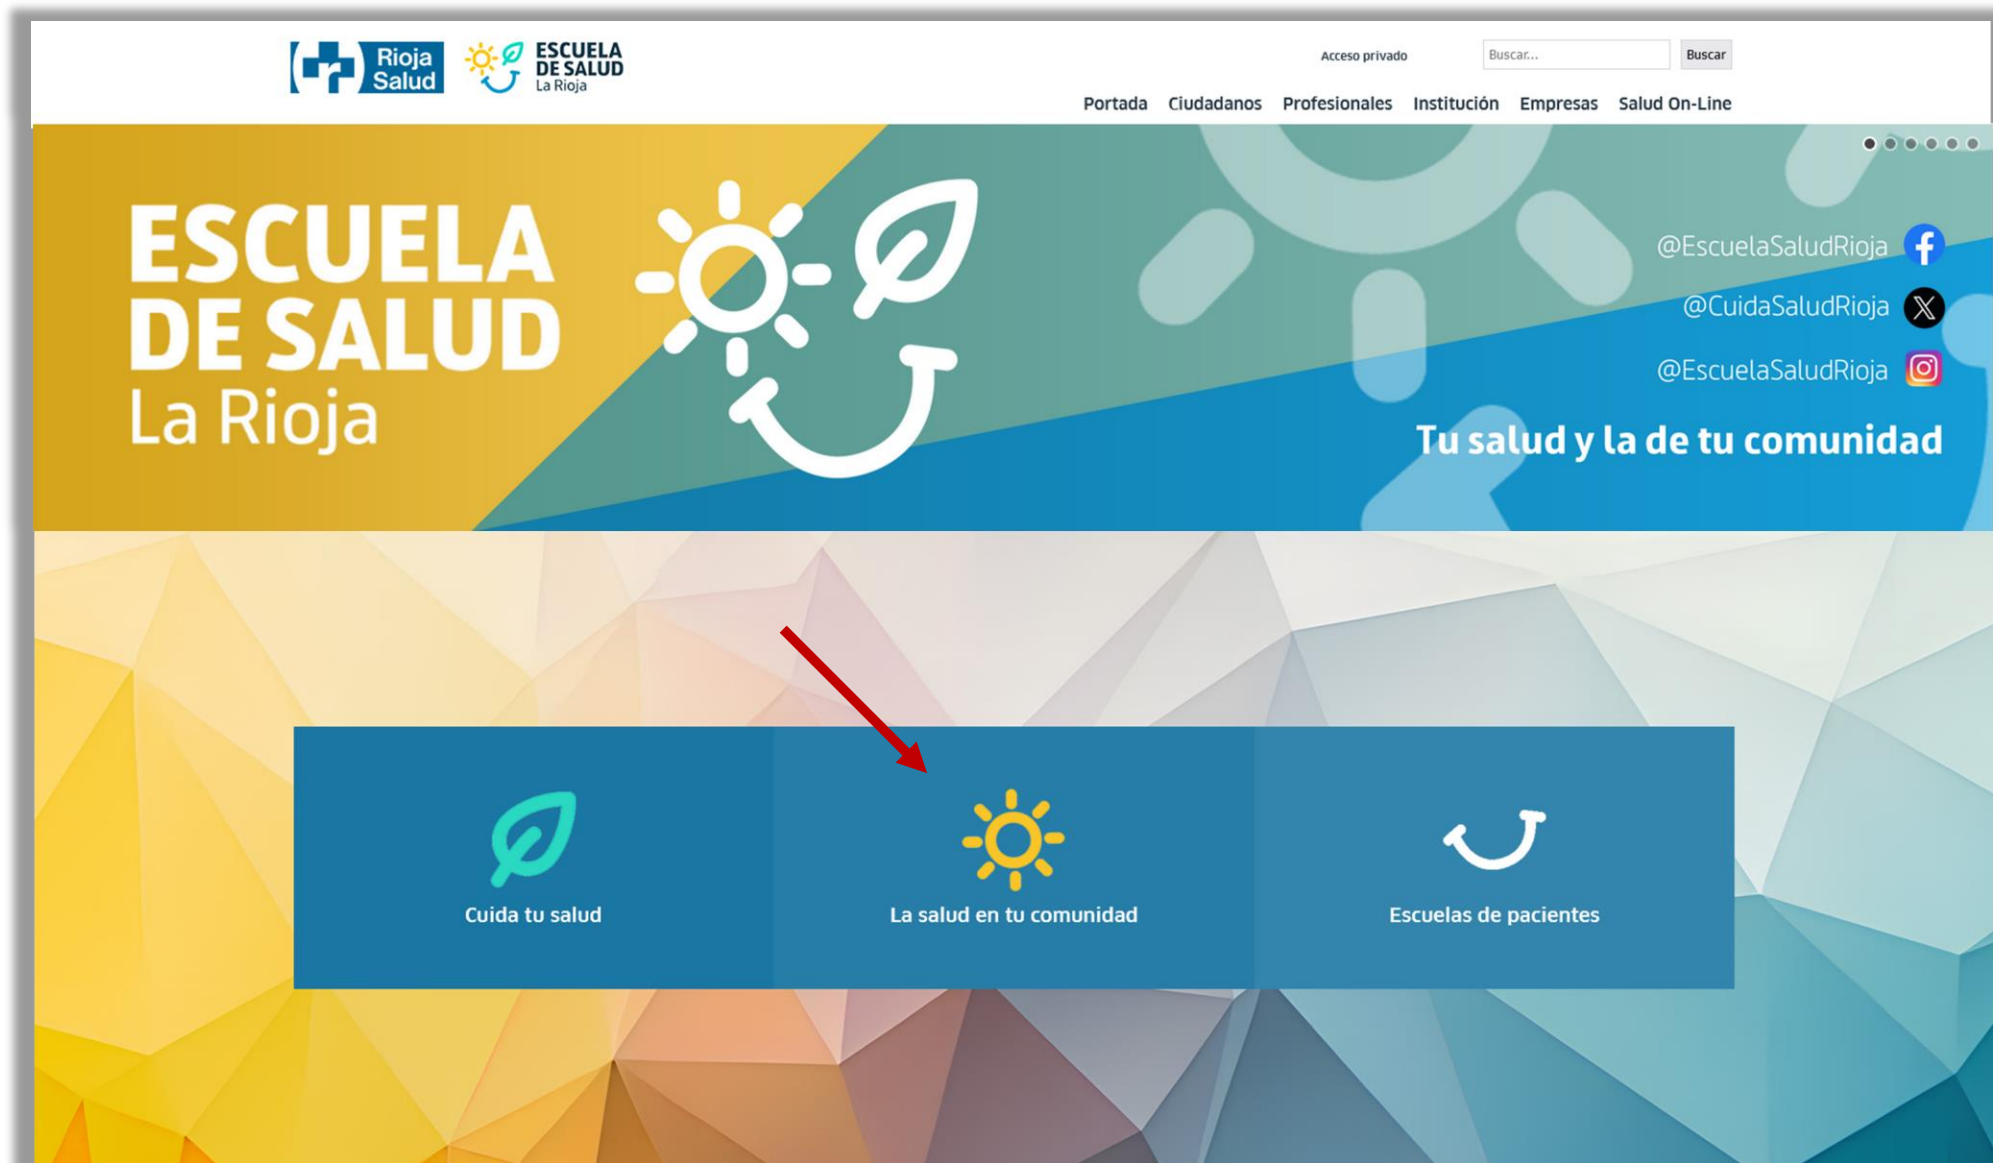 Rioja
Salud
ESCUELA
DE SALUD
La Rioja
Acceso privado
Buscar...
Buscar
Portada Ciudadanos Profesionales Institución Empresas Salud On-Line
ESCUELA
DE SALUD
La Rioja
@EscuelaSaludRioja
@CuidaSaludRioja
@EscuelaSaludRioja
Tu salud y la de tu comunidad
Cuida tu salud
La salud en tu comunidad
Escuelas de pacientes